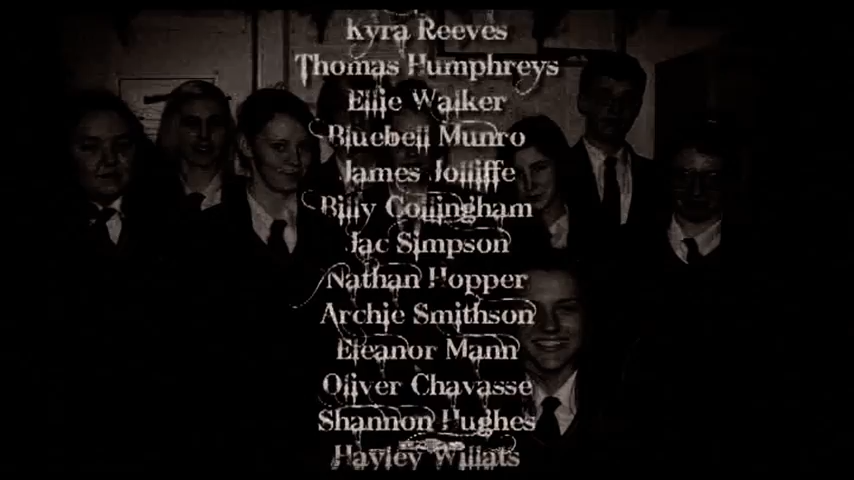 Kyra Reeves
Thomas Humphreys
Ellie Walker
Bluebell Munro
James Jolliffe
Billy Collingham
Jac Simpson
Nathan Hopper
Archie Smithson
Eleanor Mann
Oliver Chavasse
Shannon Hughes
Hayley Willats